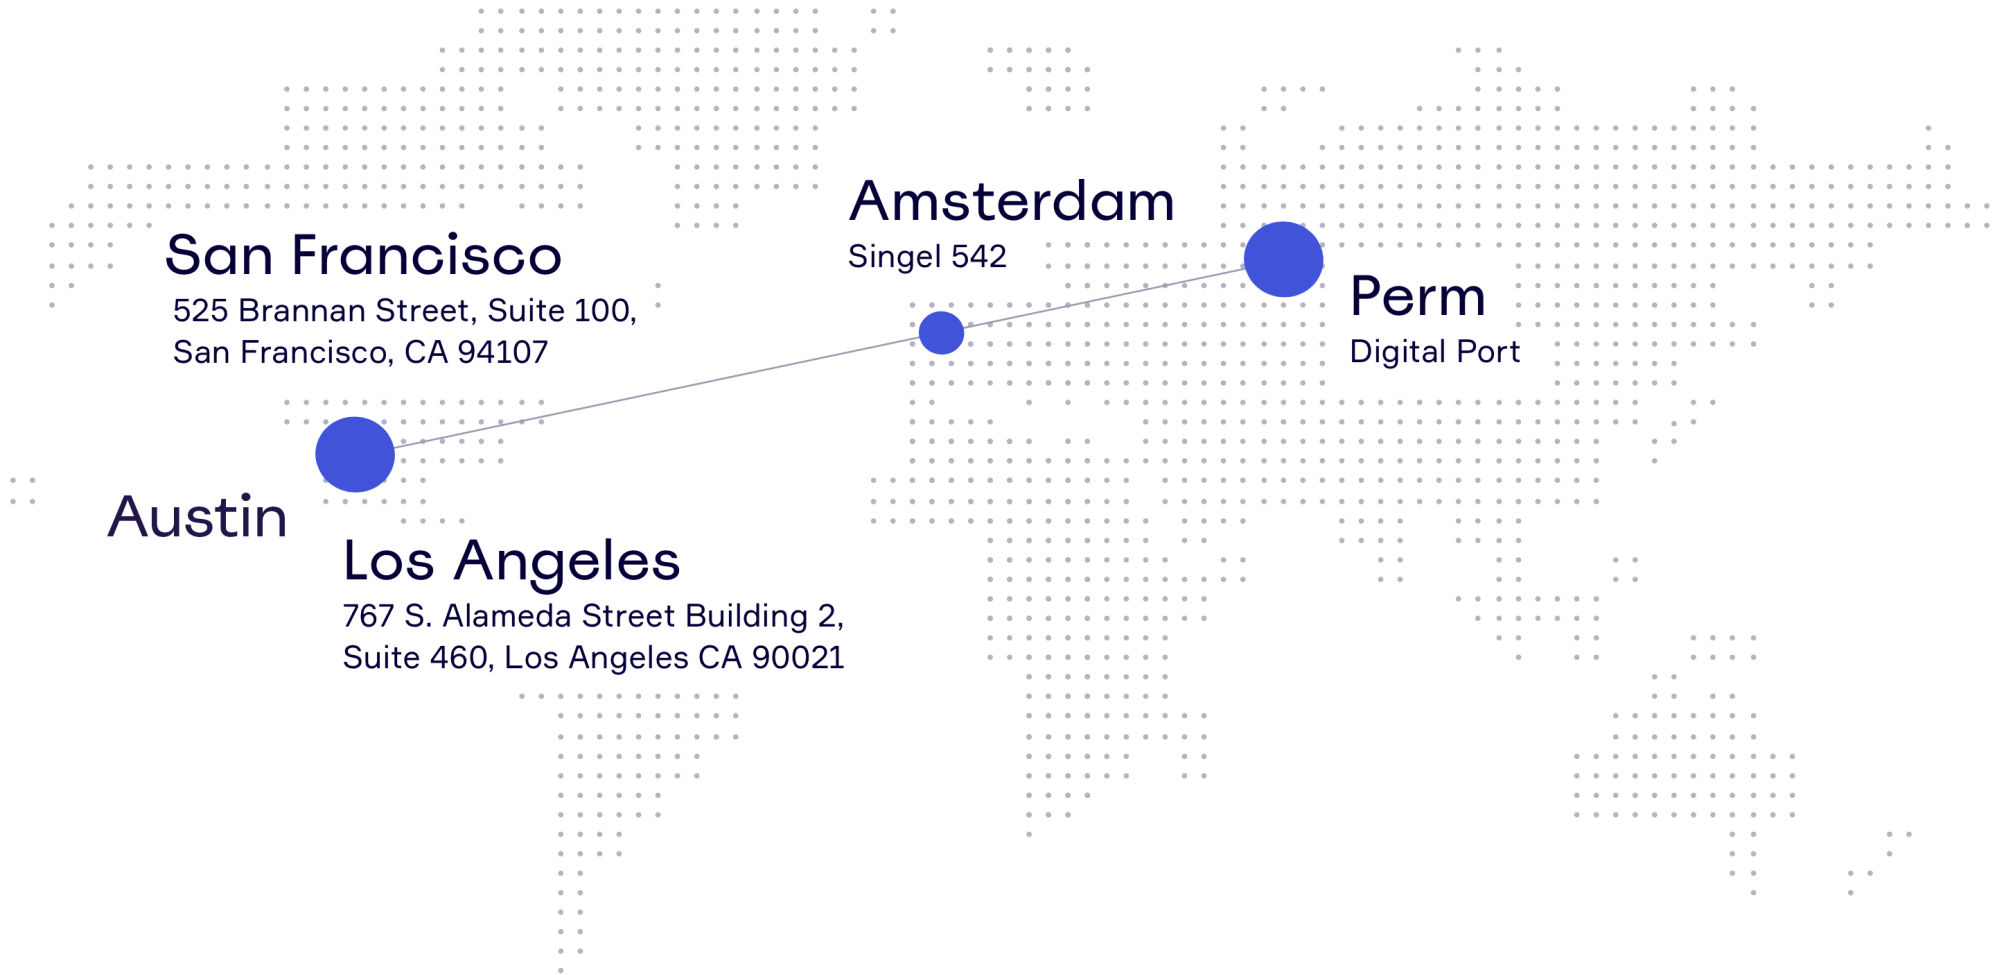 San Francisco
525 Brannan Street, Suite 100,
San Francisco, CA 94107
Austin
Los Angeles
767 S. Alameda Street Building 2,
Suite 460, Los Angeles CA 90021
Amsterdam
Singel 542
Perm
Digital Port